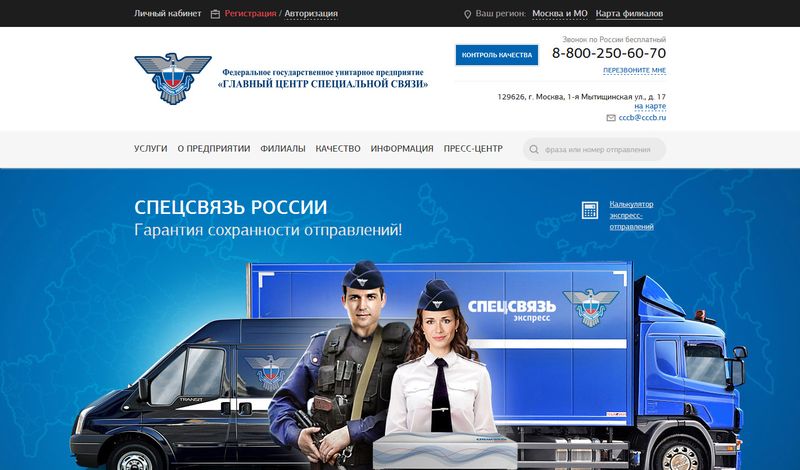 Личный кабинет
Регистрация / Авторизация
Ваш регион: Москва и МО
Карта филиалов
Федеральное государственное унитарное предприятие
«ГЛАВНЫЙ ЦЕНТР СПЕЦИАЛЬНОЙ СВЯЗИ»
КОНТРОЛЬ КАЧЕСТВА
Звонок по России бесплатный
8-800-250-60-70
ПЕРЕЗВОНИТЕ МНЕ
129626, г. Москва, 1-я Мытищинская ул., д. 17
на карте
cccb@cccb.ru
УСЛУГИ О ПРЕДПРИЯТИИ ФИЛИАЛЫ КАЧЕСТВО ИНФОРМАЦИЯ ПРЕСС-ЦЕНТР
фраза или номер отправления
СПЕЦСВЯЗЬ РОССИИ
Гарантия сохранности отправлений!
Калькулятор
экспресс-
отправлений
СПЕЦСВЯЗЬ
экспресс
TRANSIT